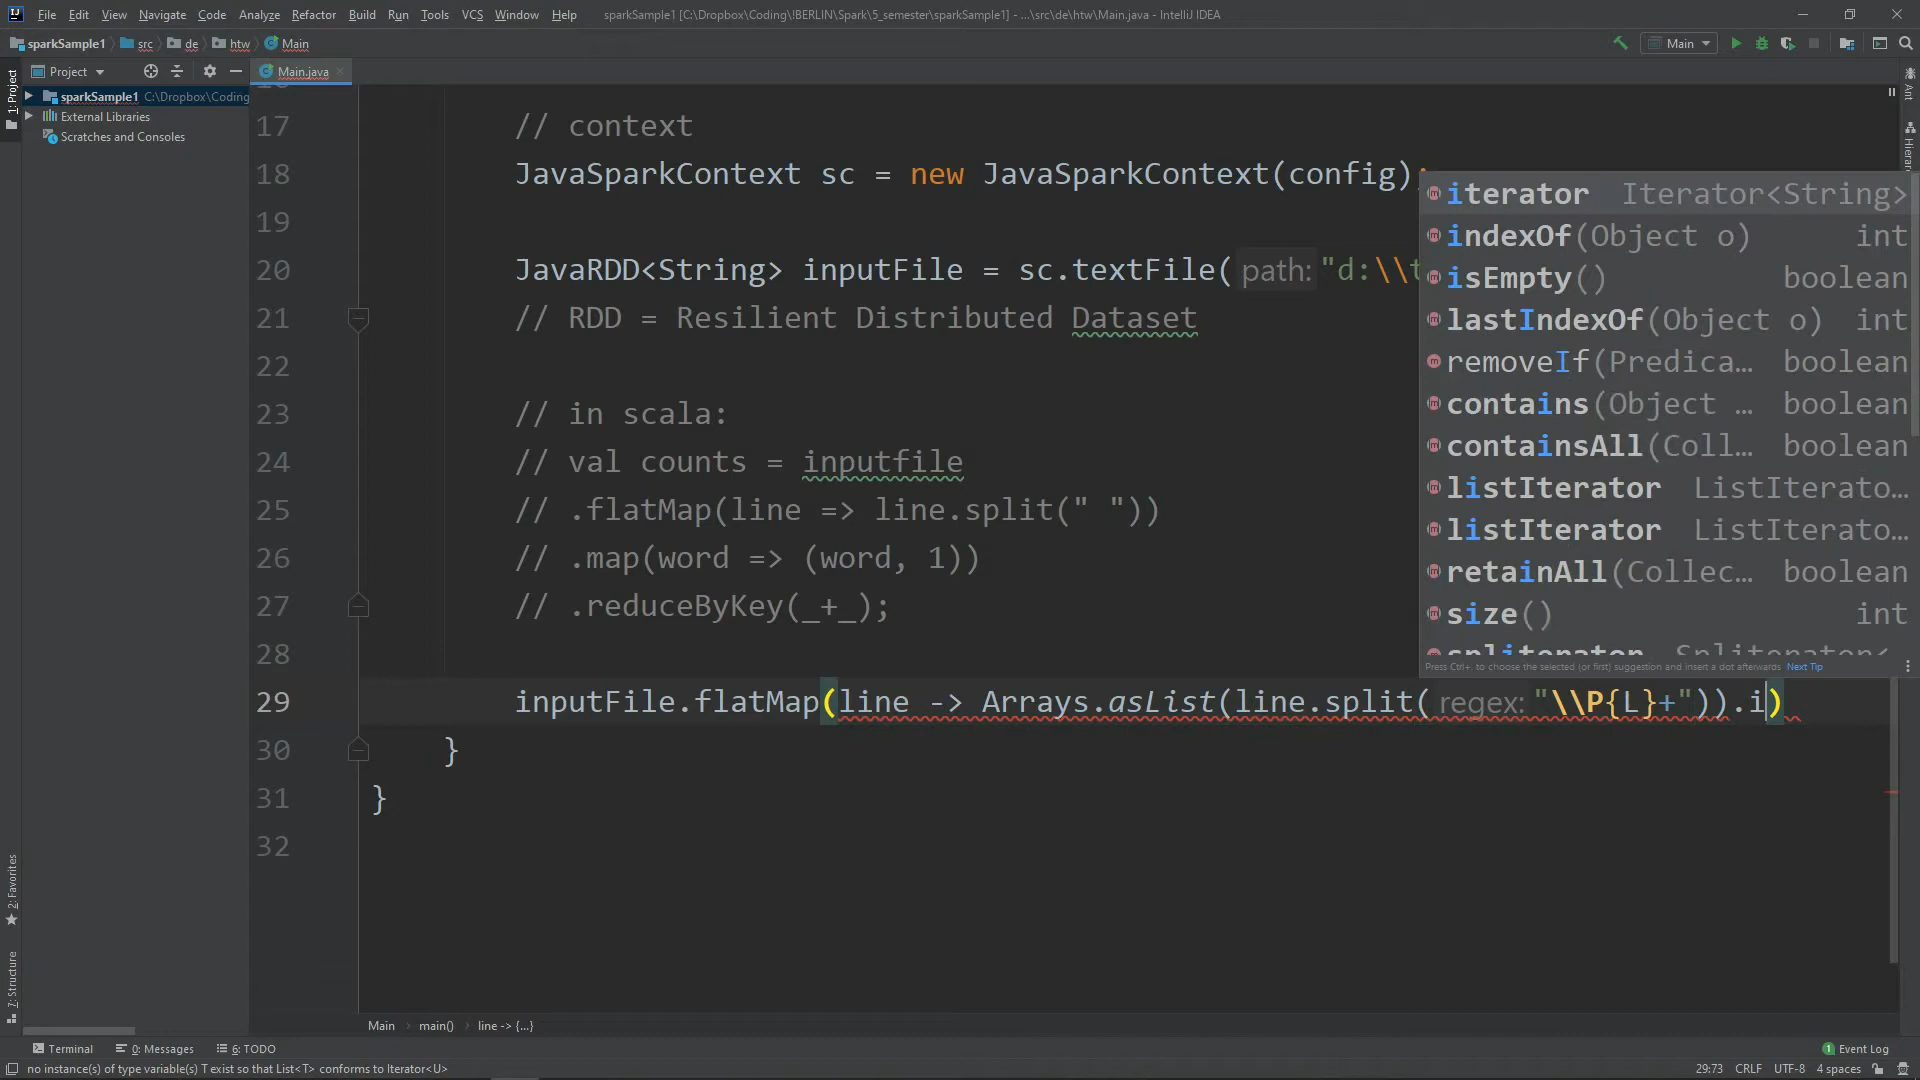 File Edit View Navigate Code Analyze Refactor Build Run Tools VCS Window Help sparkSample1 [C:\Dropbox\Coding\!BERLIN\Spark\5_semester\sparkSample1] - ...\src\de\htw\Main.java - IntelliJ IDEA
sparkSample1 src de htw Main Main
Project Main.java
sparkSample1 C:\Dropbox\Coding
External Libraries
Scratches and Consoles
1: Project
2: Favorites
7: Structure
Ant
17 // context
18 JavaSparkContext sc = new JavaSparkContext(config);
19
20 JavaRDD<String> inputFile = sc.textFile( path: "d:\\t
21 // RDD = Resilient Distributed Dataset
22
23 // in scala:
24 // val counts = inputfile
25 // .flatMap(line => line.split(" "))
26 // .map(word => (word, 1))
27 // .reduceByKey(_+_);
28
29 inputFile.flatMap(line -> Arrays.asList(line.split( regex: "\\P{L}+")).i)
30 }
31 }
32
iterator Iterator<String>
indexOf(Object o) int
isEmpty() boolean
lastIndexOf(Object o) int
removeIf(Predica... boolean
contains(Object ... boolean
containsAll(Coll... boolean
listIterator ListIterato...
listIterator ListIterato...
retainAll(Collec... boolean
size() int
Press Ctrl+. to choose the selected (or first) suggestion and insert a dot afterwards Next Tip
Main main() line -> {...}
Terminal 0: Messages 6: TODO 1 Event Log
no instance(s) of type variable(s) T exist so that List<T> conforms to Iterator<U> 29:73 CRLF UTF-8 4 spaces